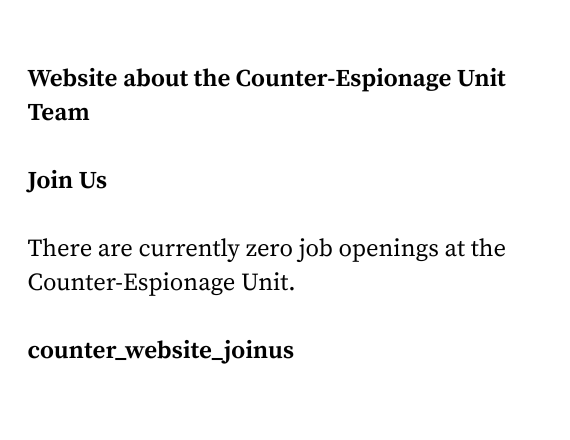 Website about the Counter-Espionage Unit
Team
Join Us
There are currently zero job openings at the
Counter-Espionage Unit.
counter_website_joinus